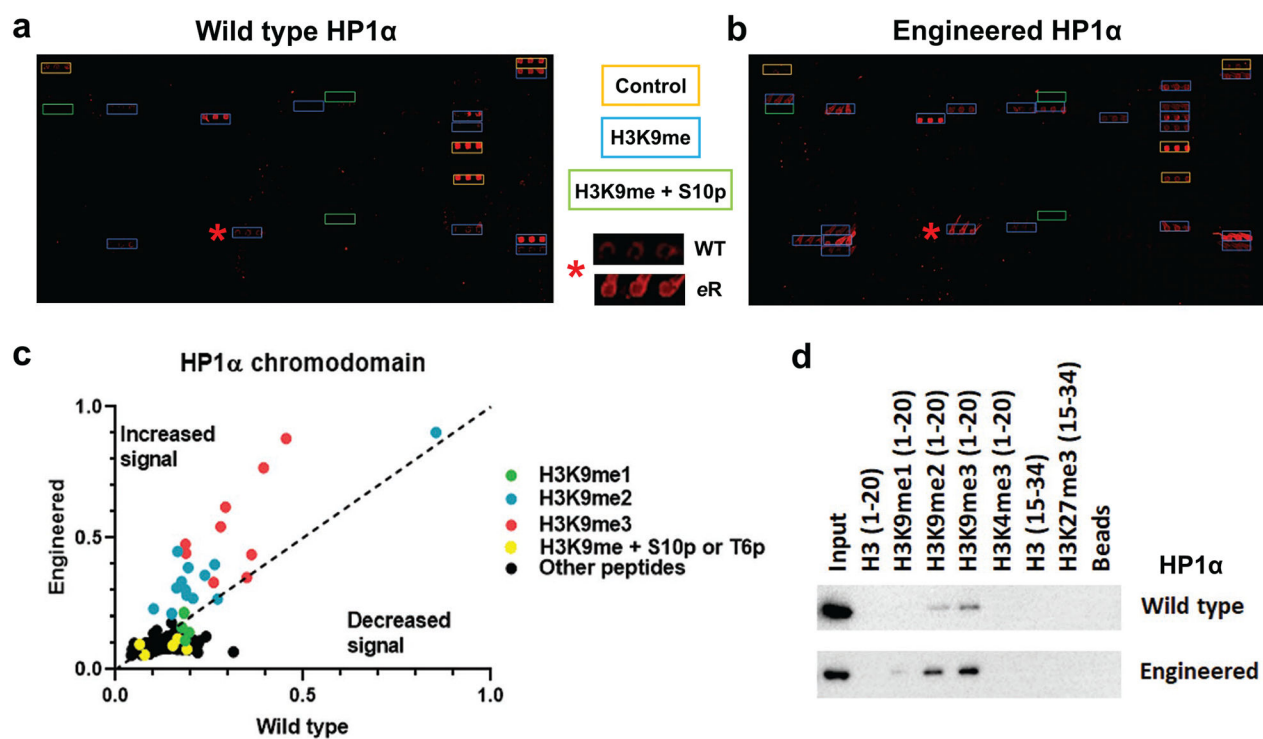 a
Wild type HP1α
b
Engineered HP1α
Control
H3K9me
H3K9me + S10p
*
*
*
WT
eR
c
HP1α chromodomain
Engineered
1.0
0.5
0.0
Increased
signal
Decreased
signal
0.0
0.5
1.0
Wild type
H3K9me1
H3K9me2
H3K9me3
H3K9me + S10p or T6p
Other peptides
d
Input
H3 (1-20)
H3K9me1 (1-20)
H3K9me2 (1-20)
H3K9me3 (1-20)
H3K4me3 (1-20)
H3 (15-34)
H3K27me3 (15-34)
Beads
HP1α
Wild type
Engineered